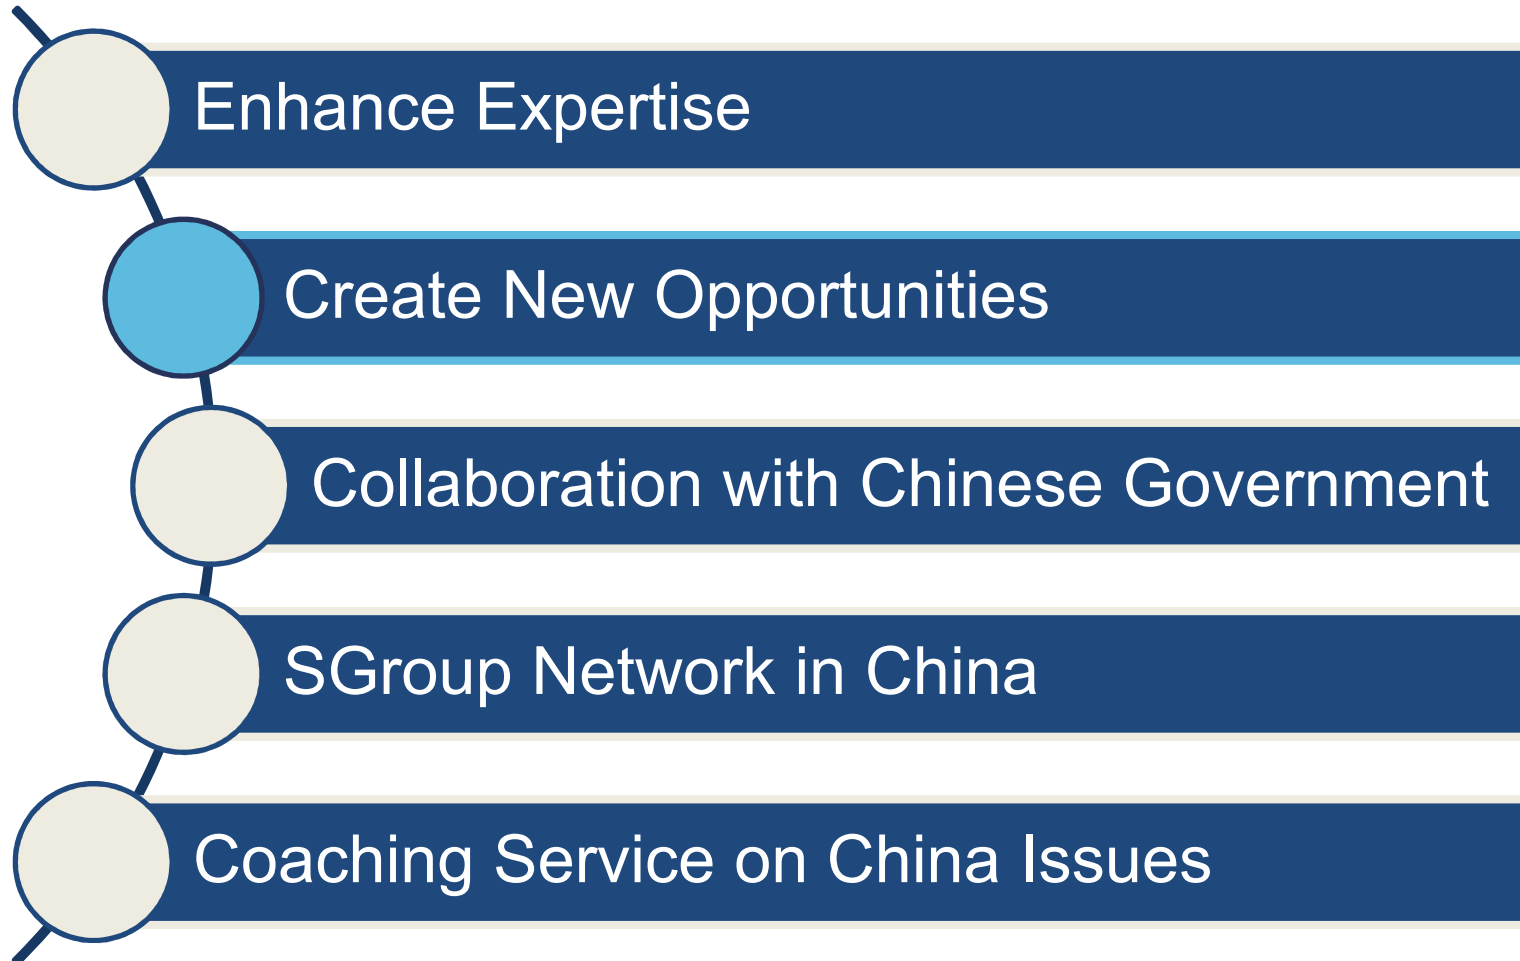 Enhance Expertise
Create New Opportunities
Collaboration with Chinese Government
SGroup Network in China
Coaching Service on China Issues